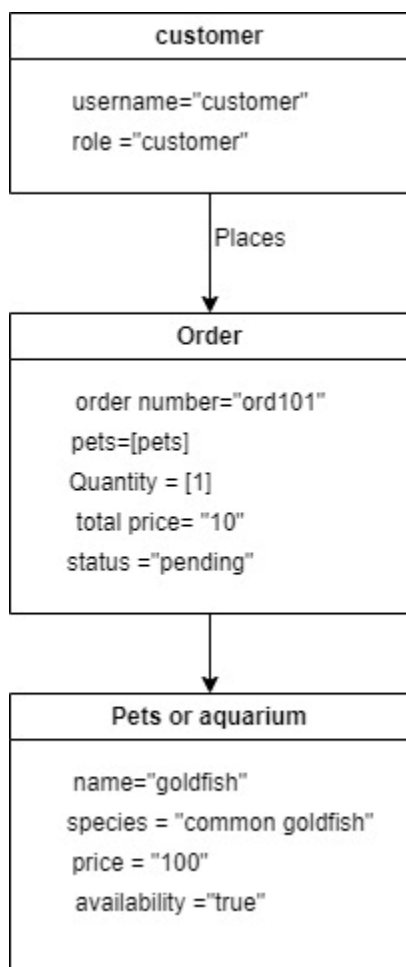 customer
username="customer"
role ="customer"
Places
Order
order number="ord101"
pets=[pets]
Quantity = [1]
total price= "10"
status ="pending"
Pets or aquarium
name="goldfish"
species = "common goldfish"
price = "100"
availability ="true"